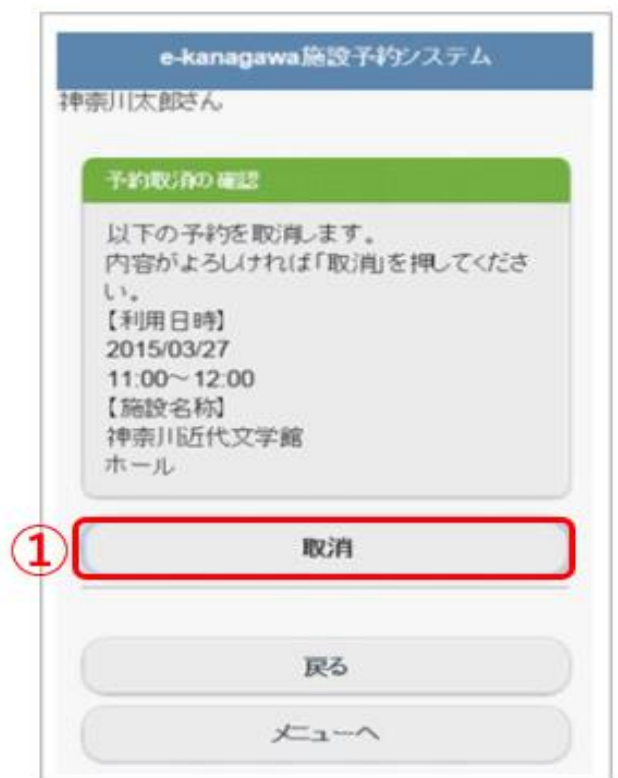 e-kanagawa施設予約システム
神奈川太郎さん
予約取消の確認
以下の予約を取消します。
内容がよろしければ「取消」を押してくださ
い。
【利用日時】
2015/03/27
11:00～12:00
【施設名称】
神奈川近代文学館
ホール
① 取消
戻る
メニューへ